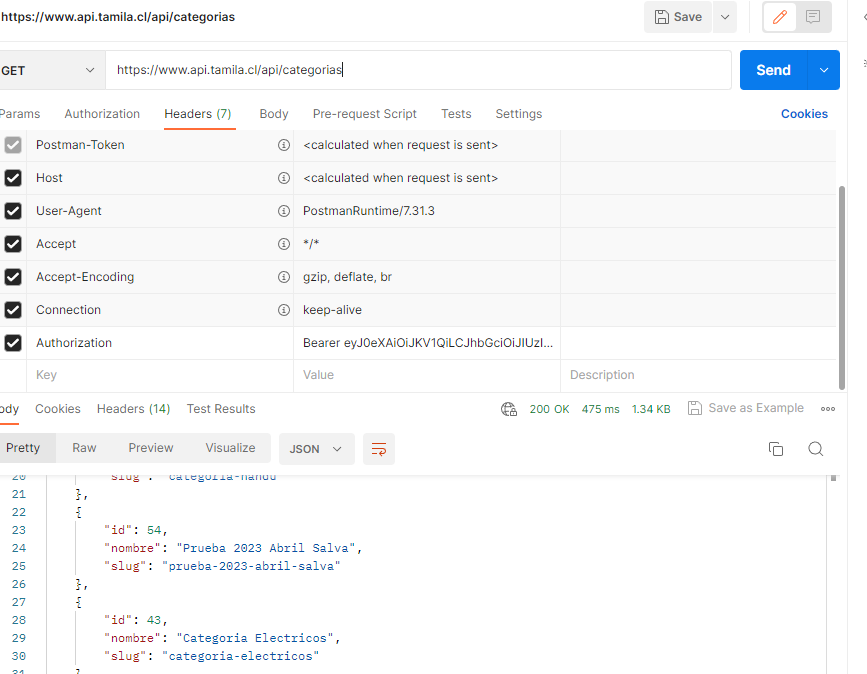 https://www.api.tamila.cl/api/categorias
Save
GET
https://www.api.tamila.cl/api/categorias
Send
Params Authorization Headers (7) Body Pre-request Script Tests Settings Cookies
Postman-Token <calculated when request is sent>
Host <calculated when request is sent>
User-Agent PostmanRuntime/7.31.3
Accept */*
Accept-Encoding gzip, deflate, br
Connection keep-alive
Authorization Bearer eyJ0eXAiOiJKV1QiLCJhbGciOiJIUzI...
Key Value Description
ody Cookies Headers (14) Test Results 200 OK 475 ms 1.34 KB Save as Example
Pretty Raw Preview Visualize JSON
20 "slug": "categoria-nandu"
21 },
22 {
23 "id": 54,
24 "nombre": "Prueba 2023 Abril Salva",
25 "slug": "prueba-2023-abril-salva"
26 },
27 {
28 "id": 43,
29 "nombre": "Categoria Electricos",
30 "slug": "categoria-electricos"
31 }